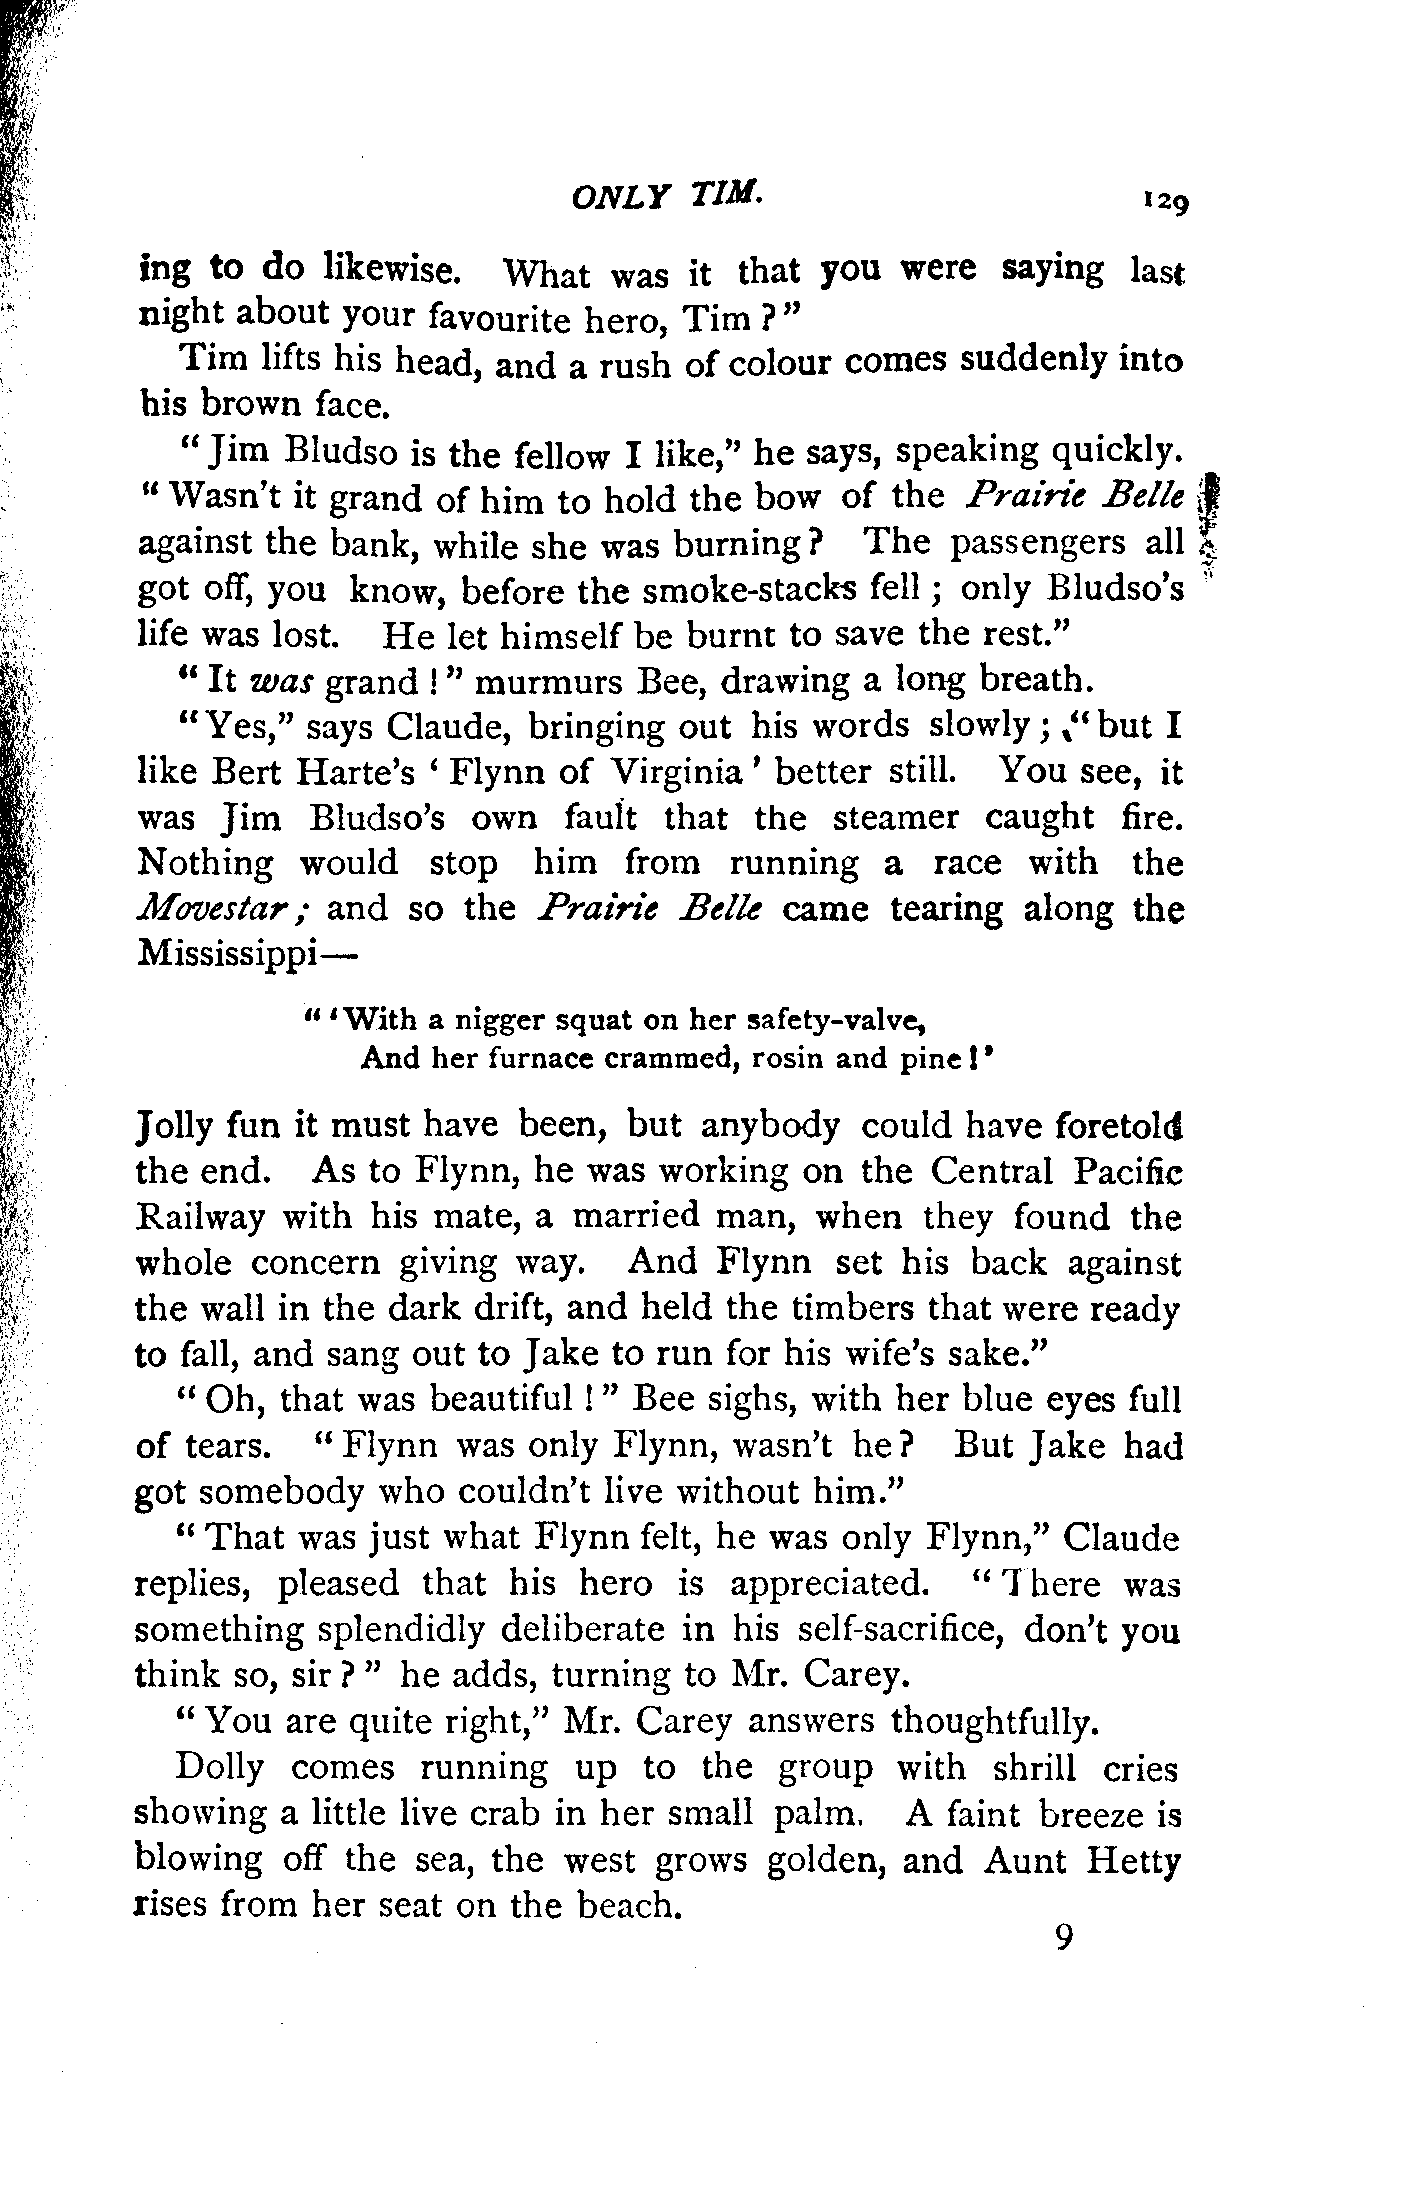 ONLY TIM. 129
ing to do likewise. What was it that you were saying last
night about your favourite hero, Tim ?"
Tim lifts his head, and a rush of colour comes suddenly into
his brown face.
"Jim Bludso is the fellow I like," he says, speaking quickly.
"Wasn't it grand of him to hold the bow of the Prairie Belle
against the bank, while she was burning? The passengers all
got off, you know, before the smoke-stacks fell ; only Bludso's
life was lost. He let himself be burnt to save the rest."
"It was grand !" murmurs Bee, drawing a long breath.
"Yes," says Claude, bringing out his words slowly ; "but I
like Bert Harte's 'Flynn of Virginia' better still. You see, it
was Jim Bludso's own fault that the steamer caught fire.
Nothing would stop him from running a race with the
Movestar ; and so the Prairie Belle came tearing along the
Mississippi—
"'With a nigger squat on her safety-valve,
And her furnace crammed, rosin and pine !'
Jolly fun it must have been, but anybody could have foretold
the end. As to Flynn, he was working on the Central Pacific
Railway with his mate, a married man, when they found the
whole concern giving way. And Flynn set his back against
the wall in the dark drift, and held the timbers that were ready
to fall, and sang out to Jake to run for his wife's sake."
"Oh, that was beautiful !" Bee sighs, with her blue eyes full
of tears. "Flynn was only Flynn, wasn't he? But Jake had
got somebody who couldn't live without him."
"That was just what Flynn felt, he was only Flynn," Claude
replies, pleased that his hero is appreciated. "There was
something splendidly deliberate in his self-sacrifice, don't you
think so, sir ?" he adds, turning to Mr. Carey.
"You are quite right," Mr. Carey answers thoughtfully.
Dolly comes running up to the group with shrill cries
showing a little live crab in her small palm. A faint breeze is
blowing off the sea, the west grows golden, and Aunt Hetty
rises from her seat on the beach.
9